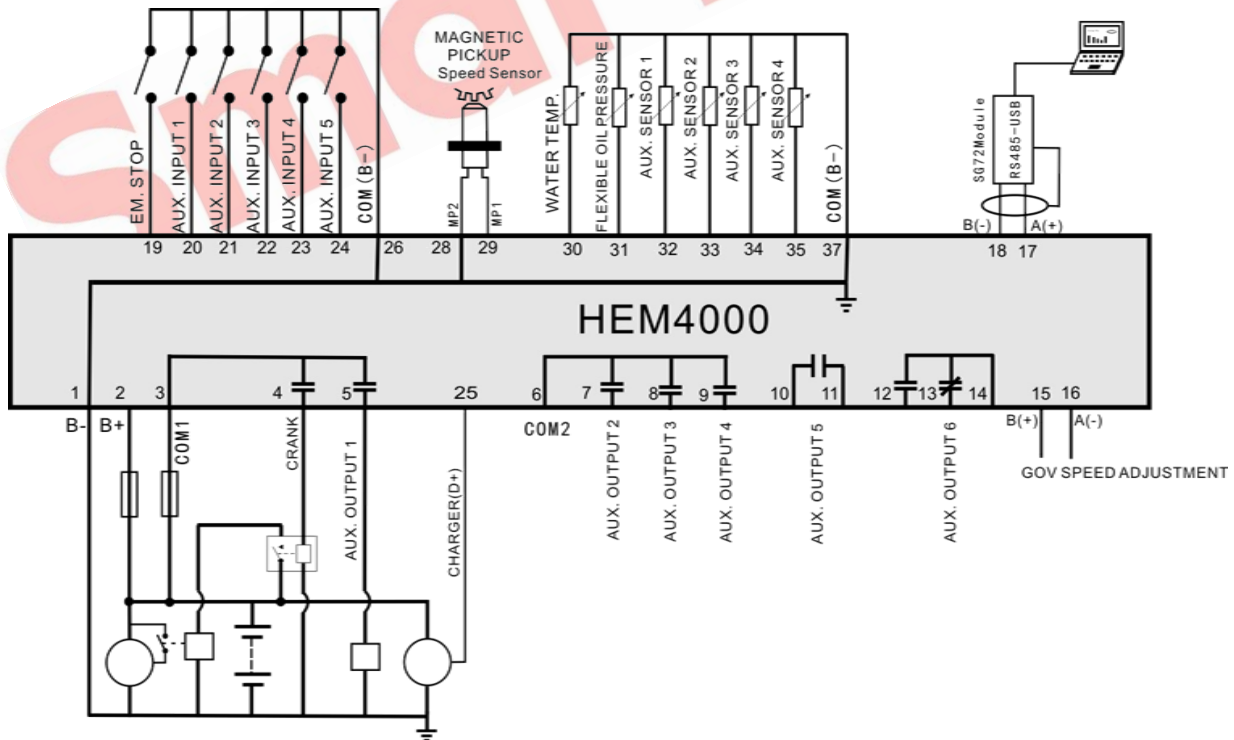 Smar
MAGNETIC
PICKUP
Speed Sensor
EM. STOP
AUX. INPUT 1
AUX. INPUT 2
AUX. INPUT 3
AUX. INPUT 4
AUX. INPUT 5
COM (B-)
MP2
MP1
WATER TEMP.
FLEXIBLE OIL PRESSURE
AUX. SENSOR 1
AUX. SENSOR 2
AUX. SENSOR 3
AUX. SENSOR 4
COM (B-)
SG72Module
RS485-USB
B(-) A(+)
19 20 21 22 23 24 26 28 29 30 31 32 33 34 35 37 18 17
HEM4000
1 2 3 4 5 25 6 7 8 9 10 11 12 13 14 15 16
B- B+
COM1
CRANK
AUX. OUTPUT 1
CHARGER(D+)
COM2
AUX. OUTPUT 2
AUX. OUTPUT 3
AUX. OUTPUT 4
AUX. OUTPUT 5
AUX. OUTPUT 6
B(+) A(-)
GOV SPEED ADJUSTMENT